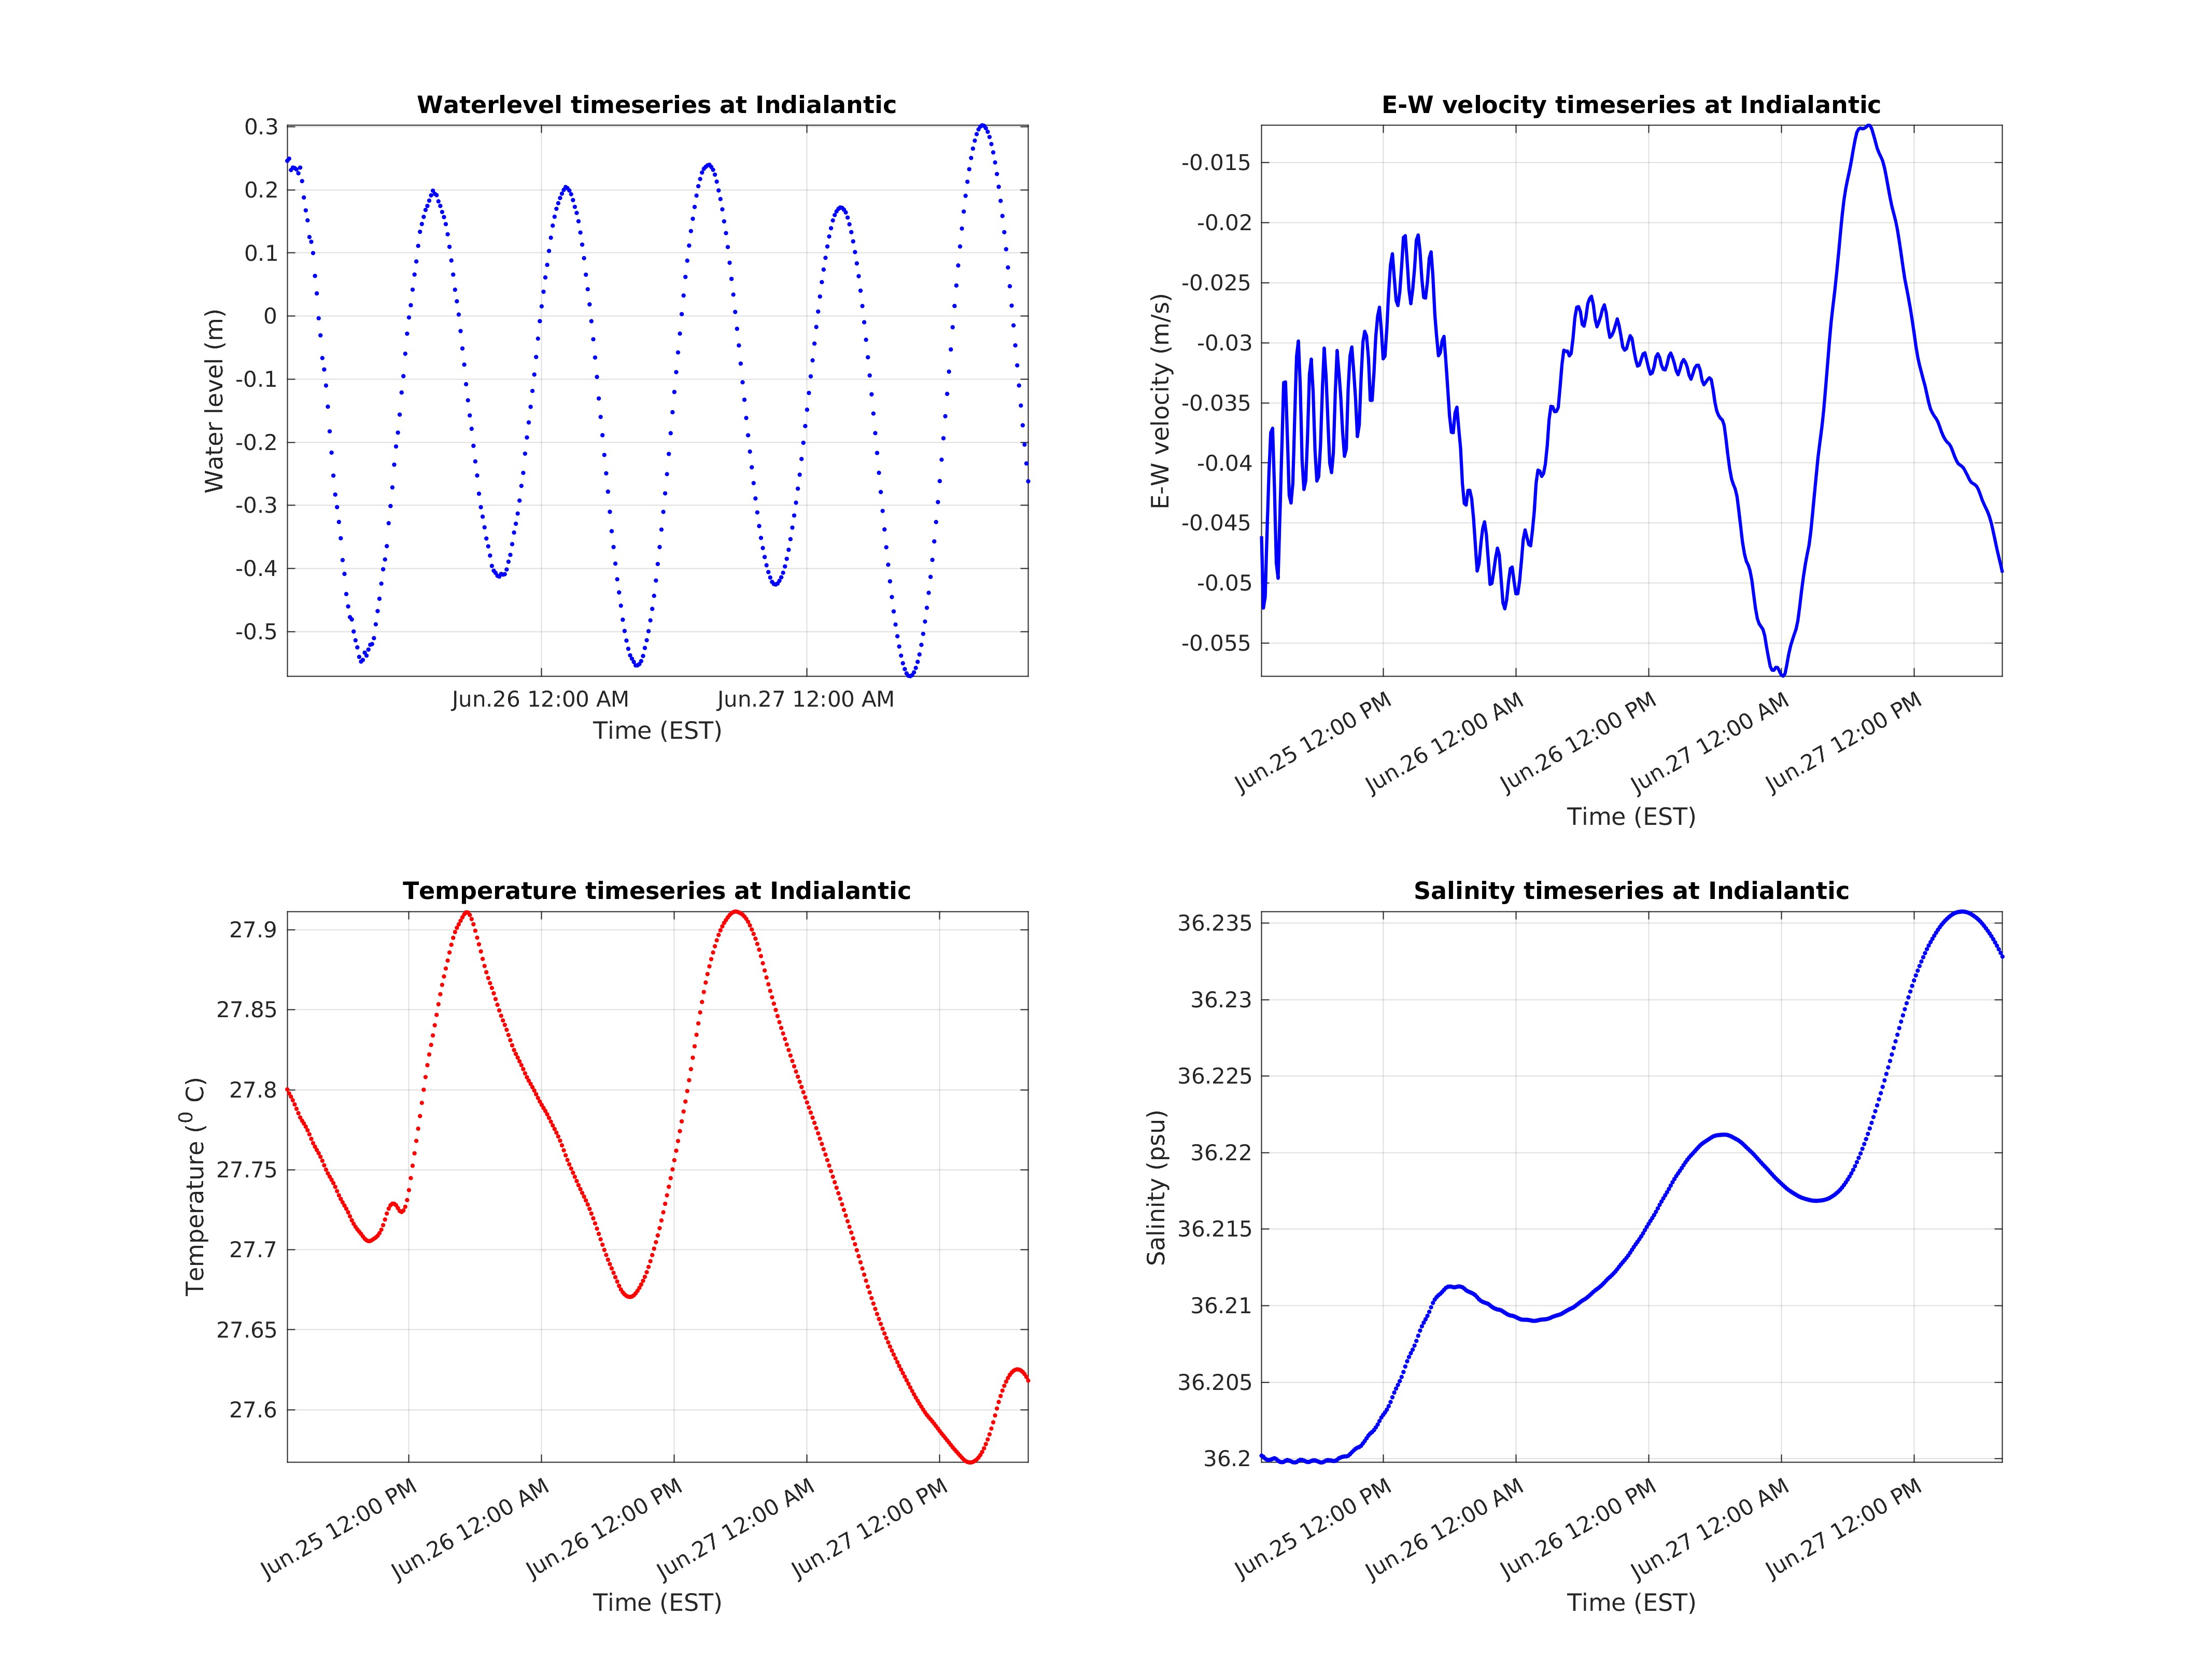 Waterlevel timeseries at Indialantic
0.3
0.2
0.1
0
-0.1
-0.2
-0.3
-0.4
-0.5
Water level (m)
Jun.26 12:00 AM
Jun.27 12:00 AM
Time (EST)
E-W velocity timeseries at Indialantic
-0.015
-0.02
-0.025
-0.03
-0.035
-0.04
-0.045
-0.05
-0.055
E-W velocity (m/s)
Jun.25 12:00 PM
Jun.26 12:00 AM
Jun.26 12:00 PM
Jun.27 12:00 AM
Jun.27 12:00 PM
Time (EST)
Temperature timeseries at Indialantic
27.9
27.85
27.8
27.75
27.7
27.65
27.6
Temperature (⁰ C)
Jun.25 12:00 PM
Jun.26 12:00 AM
Jun.26 12:00 PM
Jun.27 12:00 AM
Jun.27 12:00 PM
Time (EST)
Salinity timeseries at Indialantic
36.235
36.23
36.225
36.22
36.215
36.21
36.205
36.2
Salinity (psu)
Jun.25 12:00 PM
Jun.26 12:00 AM
Jun.26 12:00 PM
Jun.27 12:00 AM
Jun.27 12:00 PM
Time (EST)